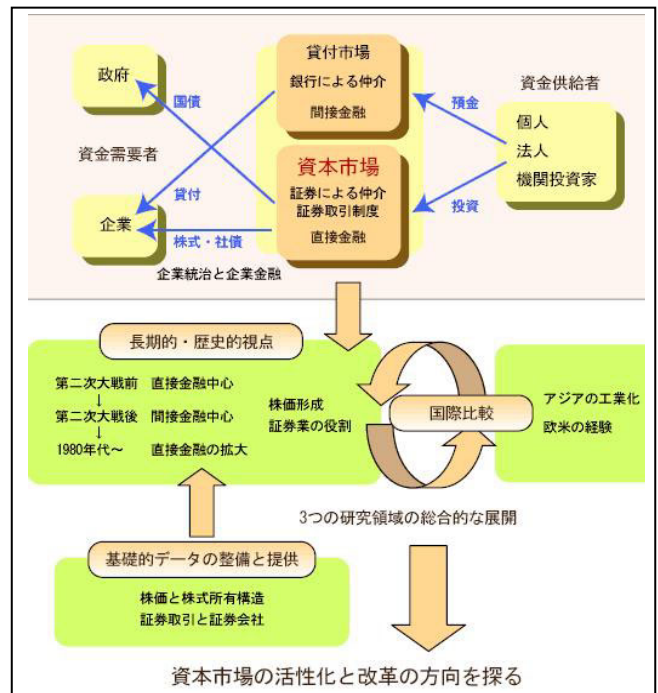 政府
国債
資金需要者
貸付
企業
株式・社債
企業統治と企業金融
貸付市場
銀行による仲介
間接金融
資本市場
証券による仲介
証券取引制度
直接金融
預金
投資
資金供給者
個人
法人
機関投資家
長期的・歴史的視点
第二次大戦前 直接金融中心
↓
第二次大戦後 間接金融中心
↓
1980年代～ 直接金融の拡大
株価形成
証券業の役割
国際比較
アジアの工業化
欧米の経験
3つの研究領域の総合的な展開
基礎的データの整備と提供
株価と株式所有構造
証券取引と証券会社
資本市場の活性化と改革の方向を探る